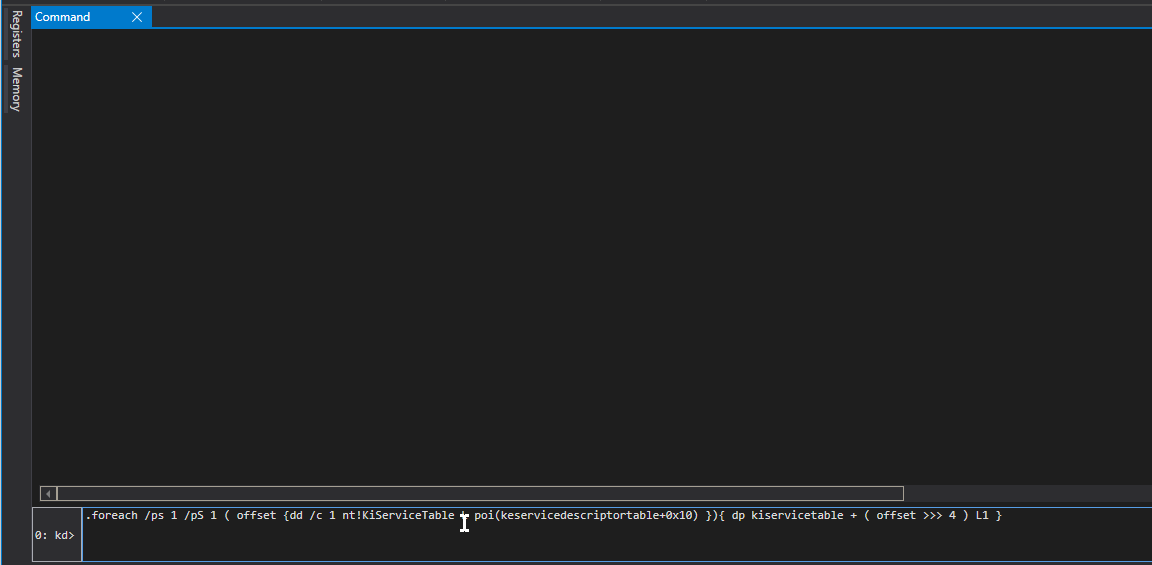 Command
Registers
Memory
.foreach /ps 1 /pS 1 ( offset {dd /c 1 nt!KiServiceTable poi(keservicedescriptortable+0x10) }){ dp kiservicetable + ( offset >>> 4 ) L1 }
0: kd>